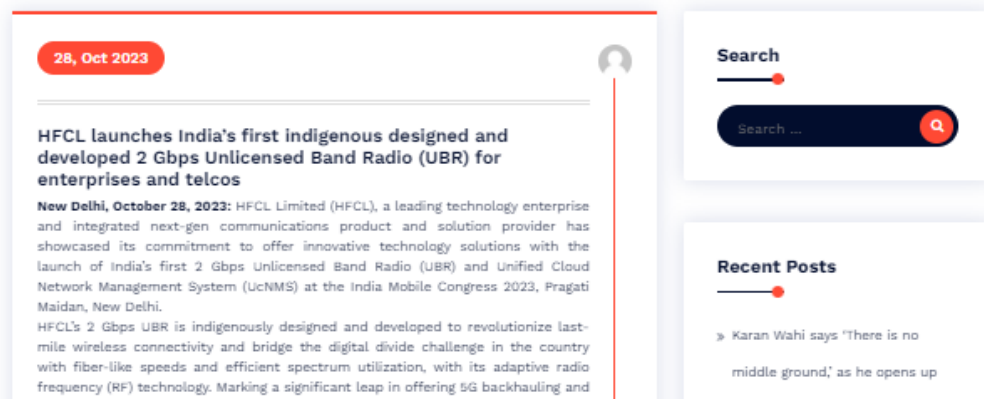 28, Oct 2023
HFCL launches India's first indigenous designed and
developed 2 Gbps Unlicensed Band Radio (UBR) for
enterprises and telcos
New Delhi, October 28, 2023: HFCL Limited (HFCL), a leading technology enterprise
and integrated next-gen communications product and solution provider has
showcased its commitment to offer innovative technology solutions with the
launch of India's first 2 Gbps Unlicensed Band Radio (UBR) and Unified Cloud
Network Management System (UcNMS) at the India Mobile Congress 2023, Pragati
Maidan, New Delhi.
HFCL's 2 Gbps UBR is indigenously designed and developed to revolutionize last-
mile wireless connectivity and bridge the digital divide challenge in the country
with fiber-like speeds and efficient spectrum utilization, with its adaptive radio
frequency (RF) technology. Marking a significant leap in offering 5G backhauling and
Search
Search ...
Recent Posts
» Karan Wahi says 'There is no
middle ground,' as he opens up